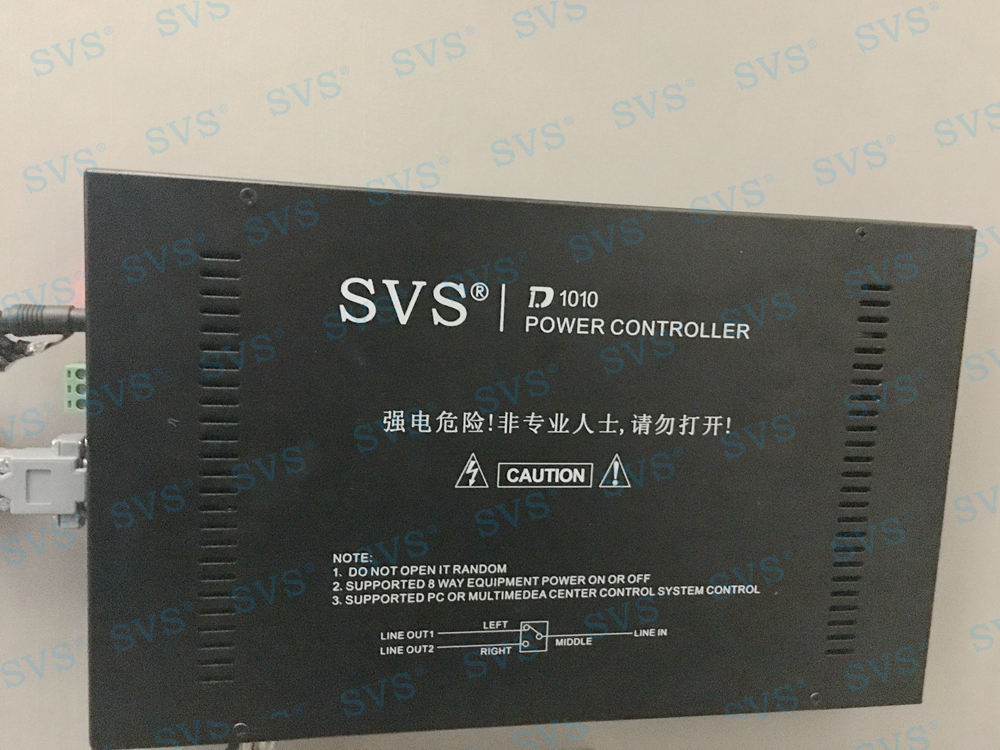 SVS® | D 1010
POWER CONTROLLER
强电危险!非专业人士,请勿打开!
CAUTION
NOTE:
1. DO NOT OPEN IT RANDOM
2. SUPPORTED 8 WAY EQUIPMENT POWER ON OR OFF
3. SUPPORTED PC OR MULTIMEDEA CENTER CONTROL SYSTEM CONTROL
LINE OUT1 LEFT LINE IN
LINE OUT2 RIGHT MIDDLE